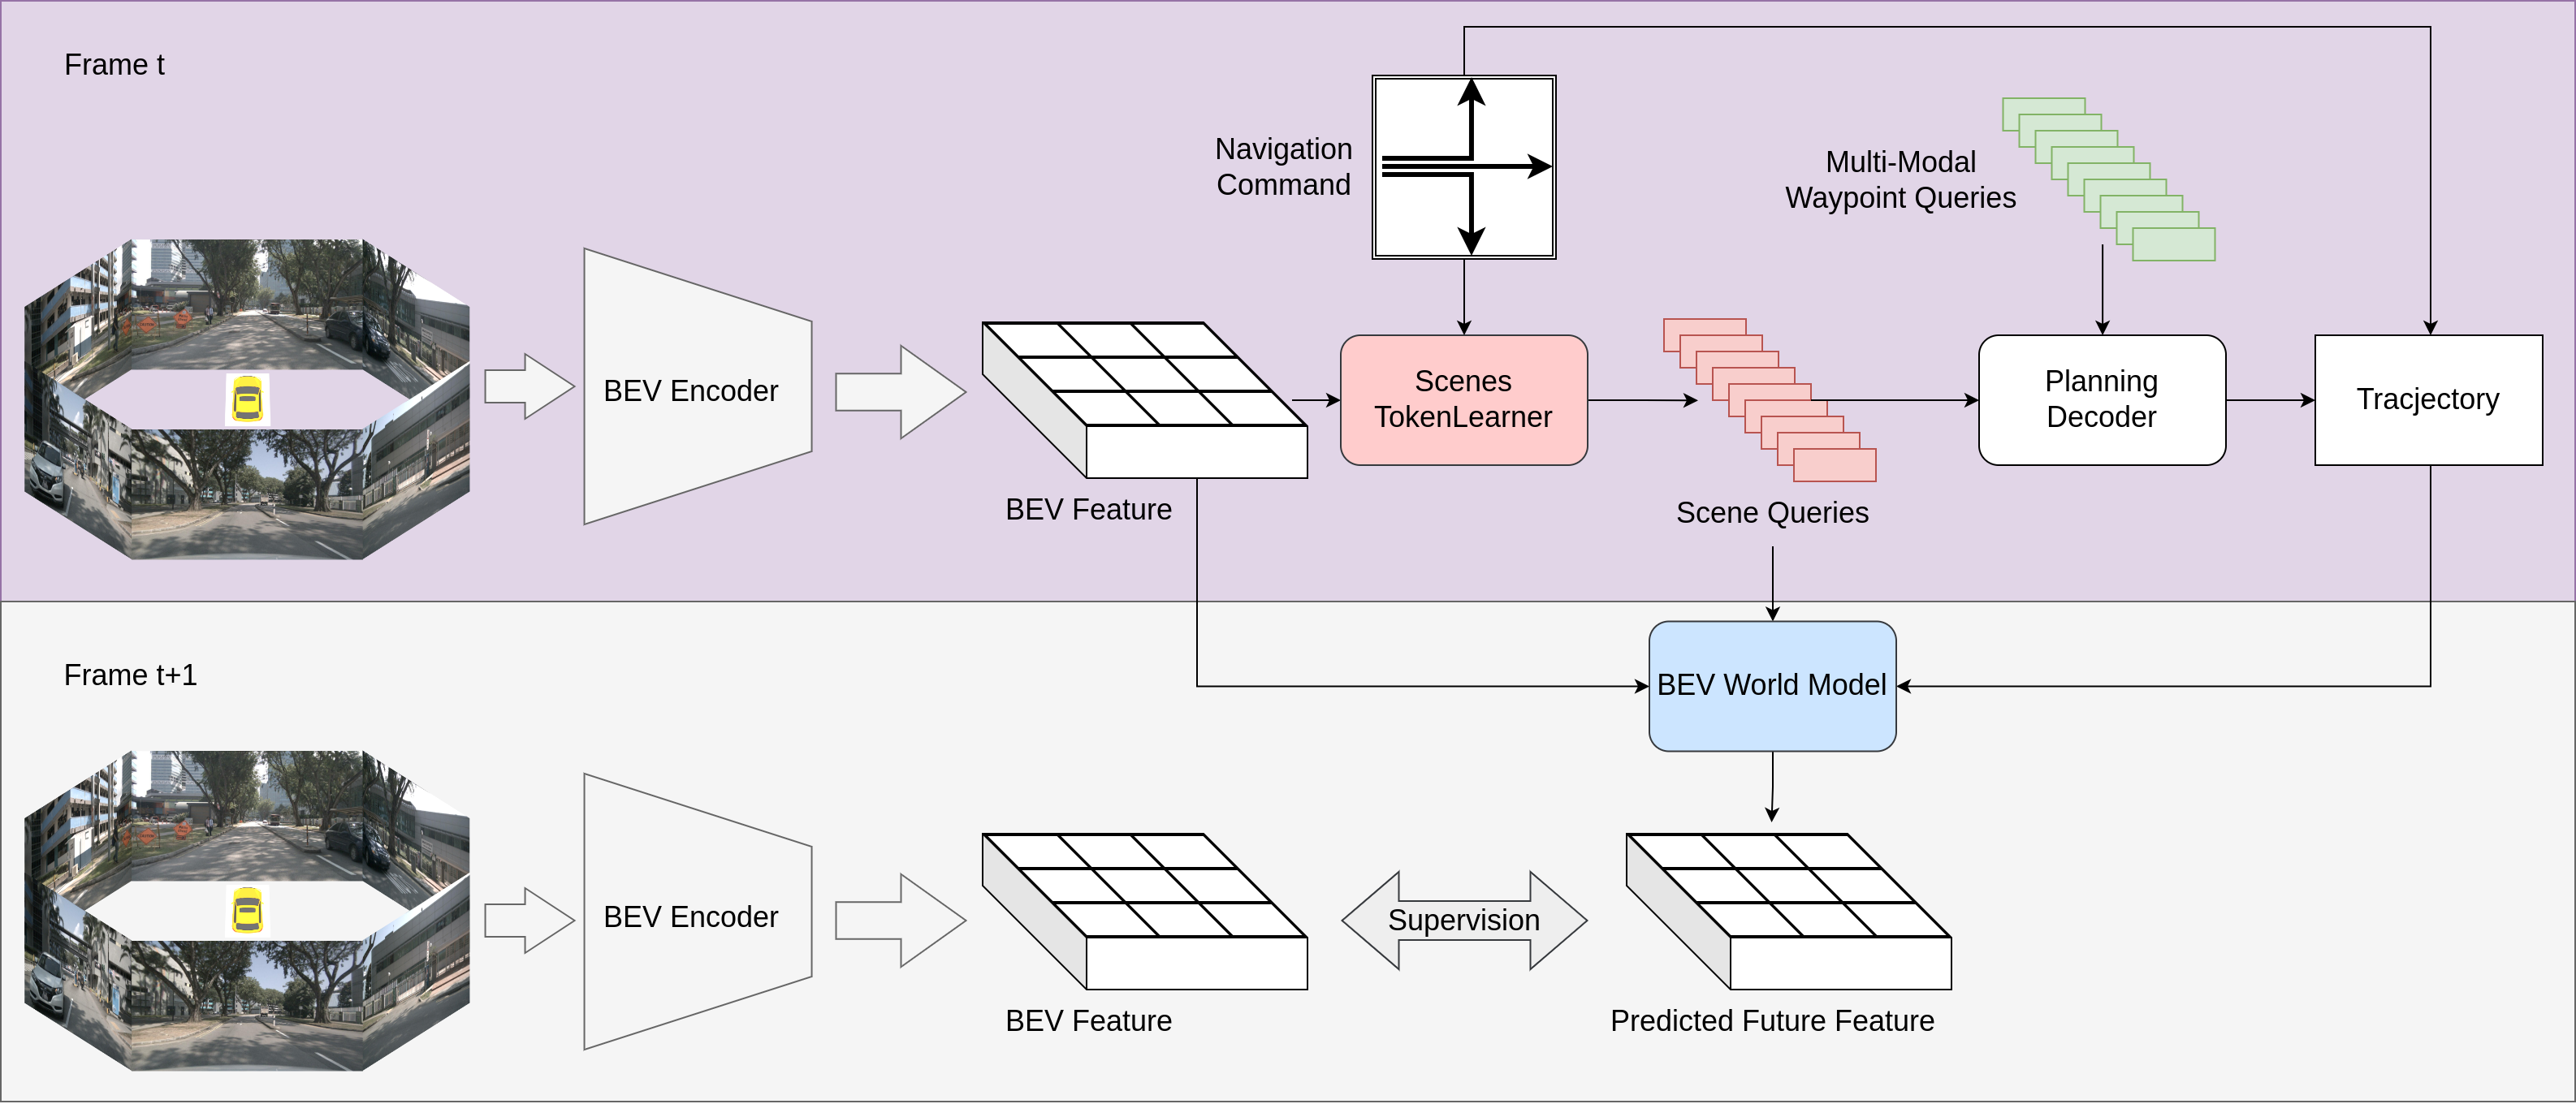 Frame t
Navigation
Command
Multi-Modal
Waypoint Queries
BEV Encoder
BEV Feature
Scenes
TokenLearner
Scene Queries
Planning
Decoder
Tracjectory
Frame t+1
BEV World Model
BEV Encoder
BEV Feature
Supervision
Predicted Future Feature